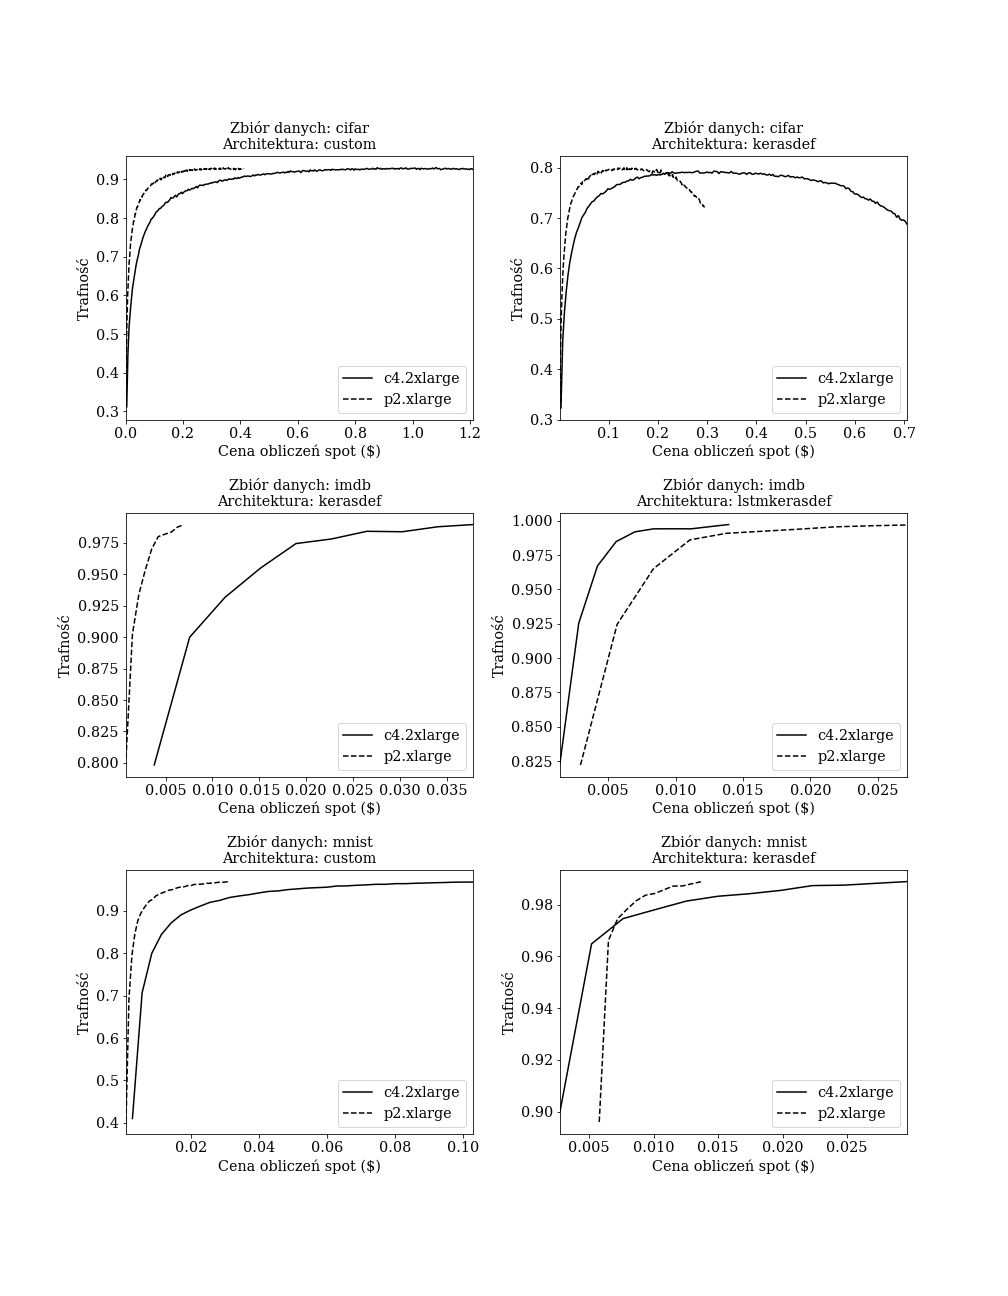 Zbiór danych: cifar
Architektura: custom
Trafność
0.9
0.8
0.7
0.6
0.5
0.4
0.3
0.0 0.2 0.4 0.6 0.8 1.0 1.2
Cena obliczeń spot ($)
c4.2xlarge
p2.xlarge
Zbiór danych: cifar
Architektura: kerasdef
Trafność
0.8
0.7
0.6
0.5
0.4
0.3
0.1 0.2 0.3 0.4 0.5 0.6 0.7
Cena obliczeń spot ($)
c4.2xlarge
p2.xlarge
Zbiór danych: imdb
Architektura: kerasdef
Trafność
0.975
0.950
0.925
0.900
0.875
0.850
0.825
0.800
0.005 0.010 0.015 0.020 0.025 0.030 0.035
Cena obliczeń spot ($)
c4.2xlarge
p2.xlarge
Zbiór danych: imdb
Architektura: lstmkerasdef
Trafność
1.000
0.975
0.950
0.925
0.900
0.875
0.850
0.825
0.005 0.010 0.015 0.020 0.025
Cena obliczeń spot ($)
c4.2xlarge
p2.xlarge
Zbiór danych: mnist
Architektura: custom
Trafność
0.9
0.8
0.7
0.6
0.5
0.4
0.02 0.04 0.06 0.08 0.10
Cena obliczeń spot ($)
c4.2xlarge
p2.xlarge
Zbiór danych: mnist
Architektura: kerasdef
Trafność
0.98
0.96
0.94
0.92
0.90
0.005 0.010 0.015 0.020 0.025
Cena obliczeń spot ($)
c4.2xlarge
p2.xlarge